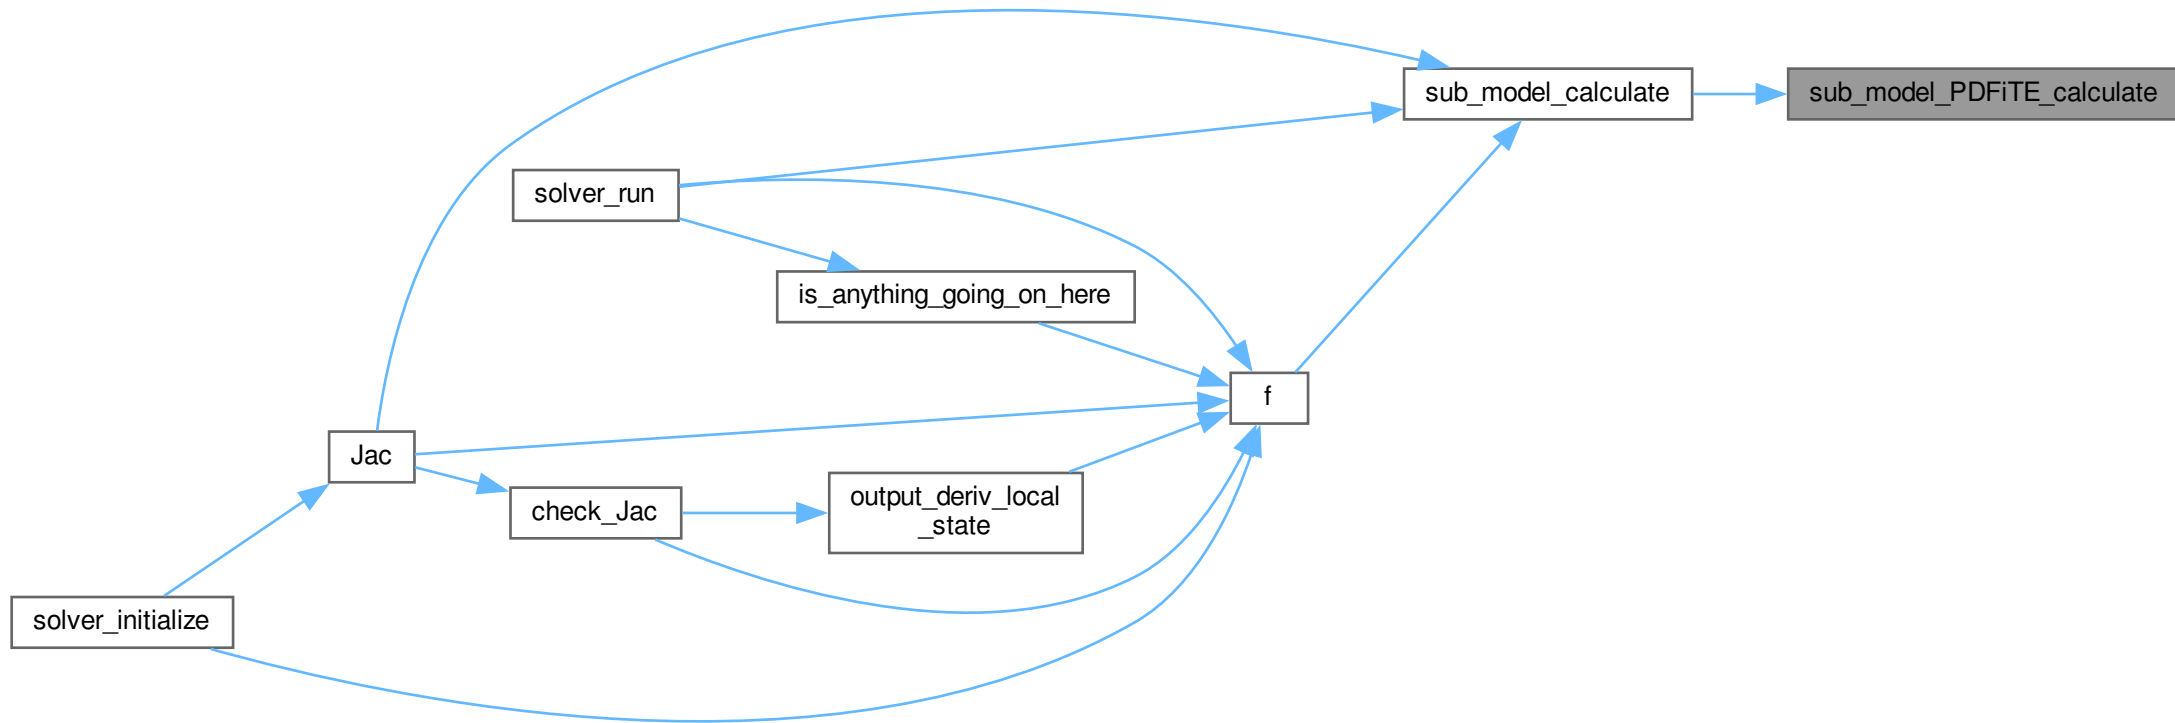 sub_model_calculate
sub_model_PDFiTE_calculate
solver_run
is_anything_going_on_here
f
Jac
check_Jac
output_deriv_local
_state
solver_initialize